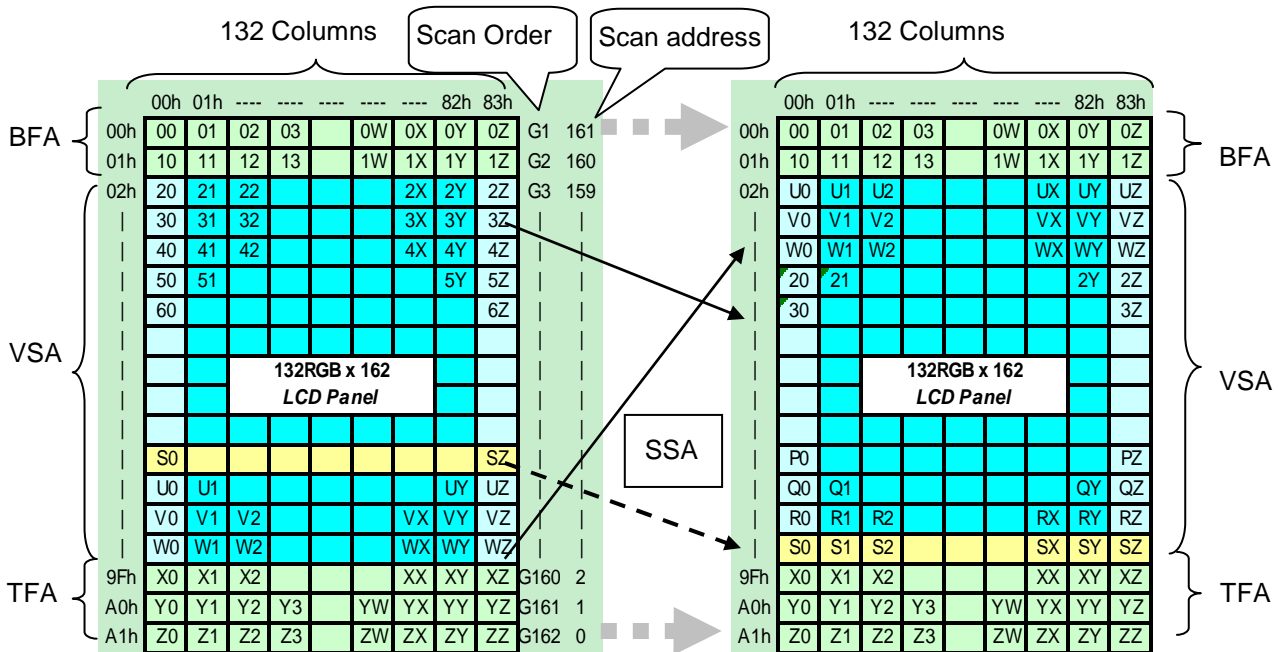 132 Columns Scan Order Scan address 132 Columns
00h 01h ---- ---- ---- ---- ---- 82h 83h 00h 01h ---- ---- ---- ---- ---- 82h 83h
BFA 00h 00 01 02 03 0W 0X 0Y 0Z G1 161 00h 00 01 02 03 0W 0X 0Y 0Z BFA
01h 10 11 12 13 1W 1X 1Y 1Z G2 160 01h 10 11 12 13 1W 1X 1Y 1Z
02h 20 21 22 2X 2Y 2Z G3 159 02h U0 U1 U2 UX UY UZ
30 31 32 3X 3Y 3Z V0 V1 V2 VX VY VZ
40 41 42 4X 4Y 4Z W0 W1 W2 WX WY WZ
50 51 5Y 5Z 20 21 2Y 2Z
60 6Z 30 3Z
VSA 132RGB x 162 132RGB x 162 VSA
LCD Panel LCD Panel
SSA
S0 SZ P0 PZ
U0 U1 UY UZ Q0 Q1 QY QZ
V0 V1 V2 VX VY VZ R0 R1 R2 RX RY RZ
W0 W1 W2 WX WY WZ S0 S1 S2 SX SY SZ
TFA 9Fh X0 X1 X2 XX XY XZ G160 2 9Fh X0 X1 X2 XX XY XZ TFA
A0h Y0 Y1 Y2 Y3 YW YX YY YZ G161 1 A0h Y0 Y1 Y2 Y3 YW YX YY YZ
A1h Z0 Z1 Z2 Z3 ZW ZX ZY ZZ G162 0 A1h Z0 Z1 Z2 Z3 ZW ZX ZY ZZ